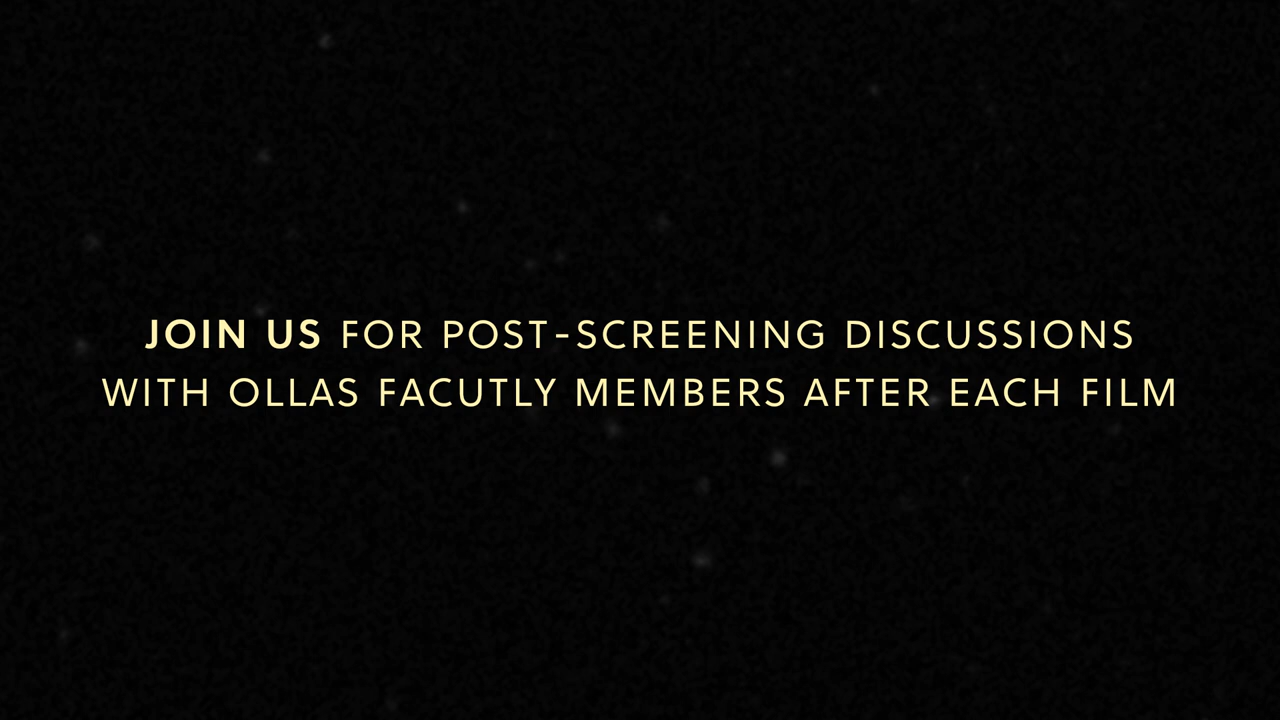 JOIN US FOR POST-SCREENING DISCUSSIONS
WITH OLLAS FACUTLY MEMBERS AFTER EACH FILM